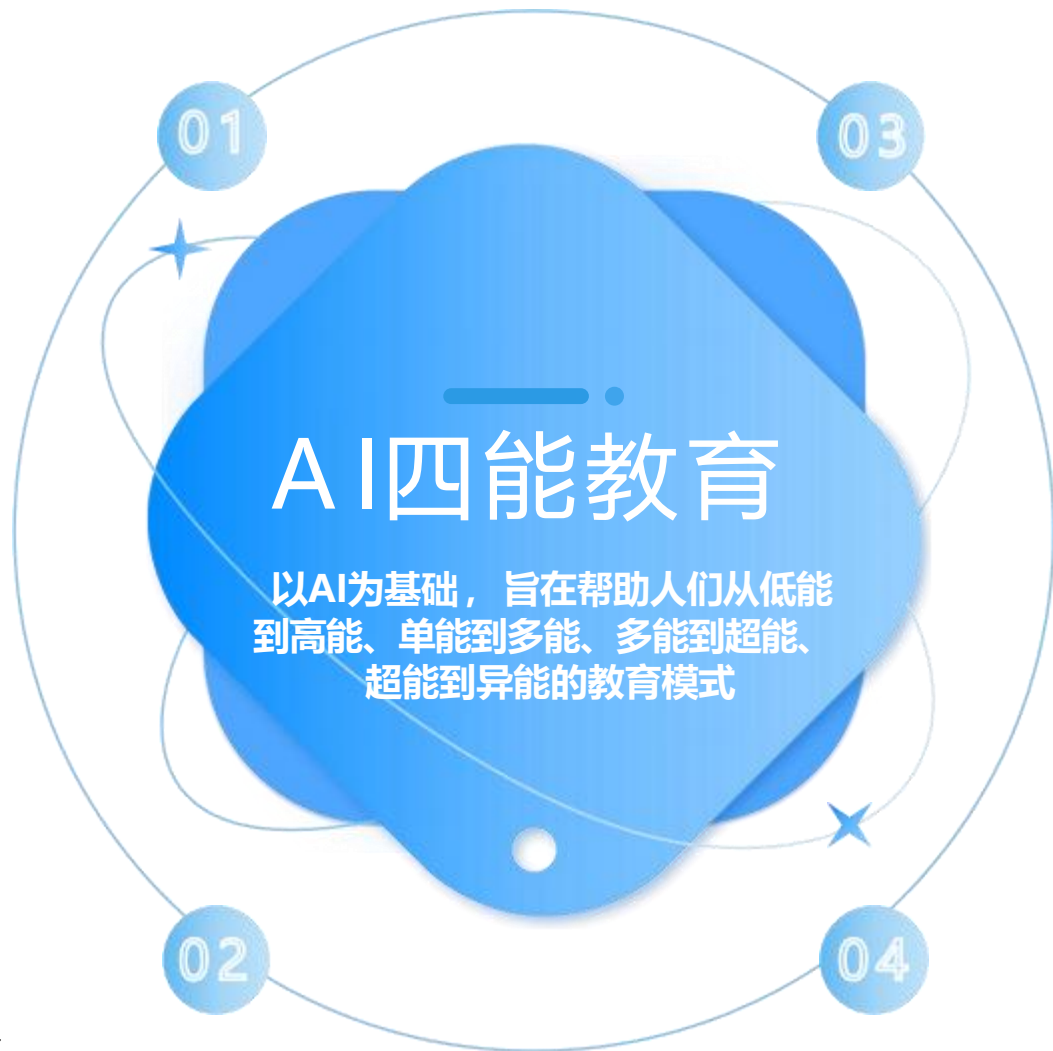 01
03
AI四能教育
以AI为基础，旨在帮助人们从低能
到高能、单能到多能、多能到超能、
超能到异能的教育模式
02
04